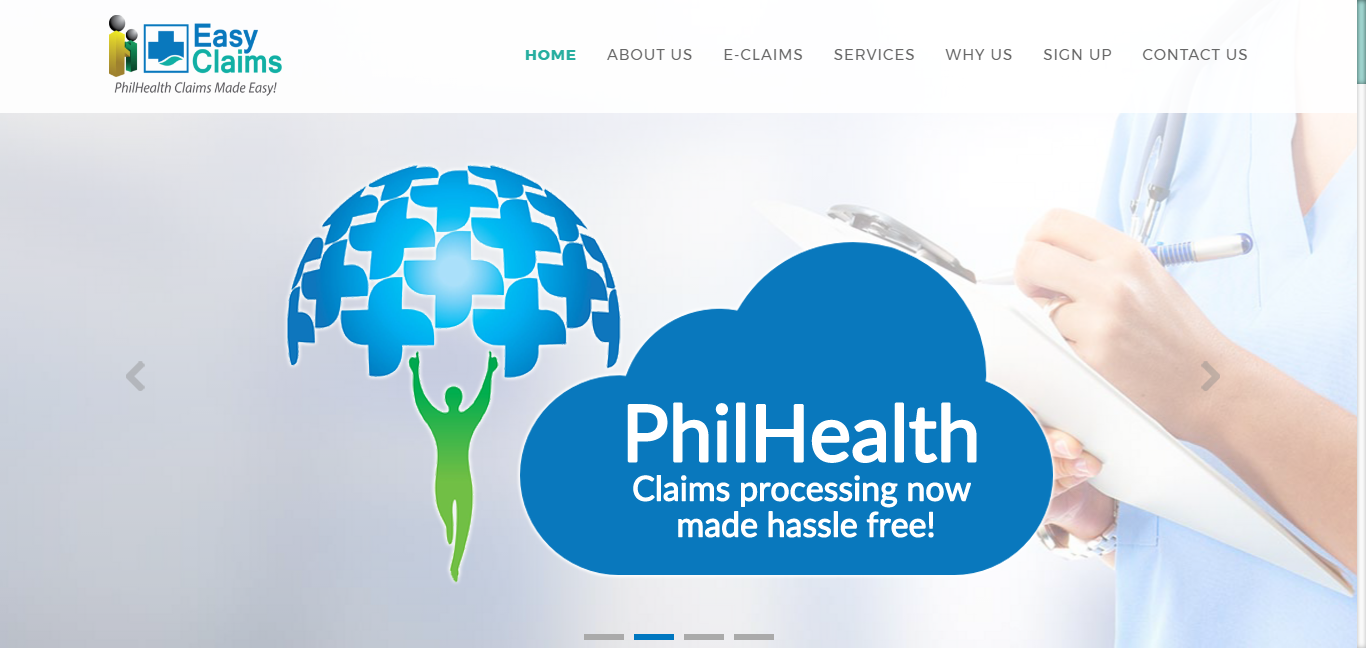 Easy
Claims
PhilHealth Claims Made Easy!
HOME ABOUT US E-CLAIMS SERVICES WHY US SIGN UP CONTACT US
PhilHealth
Claims processing now
made hassle free!